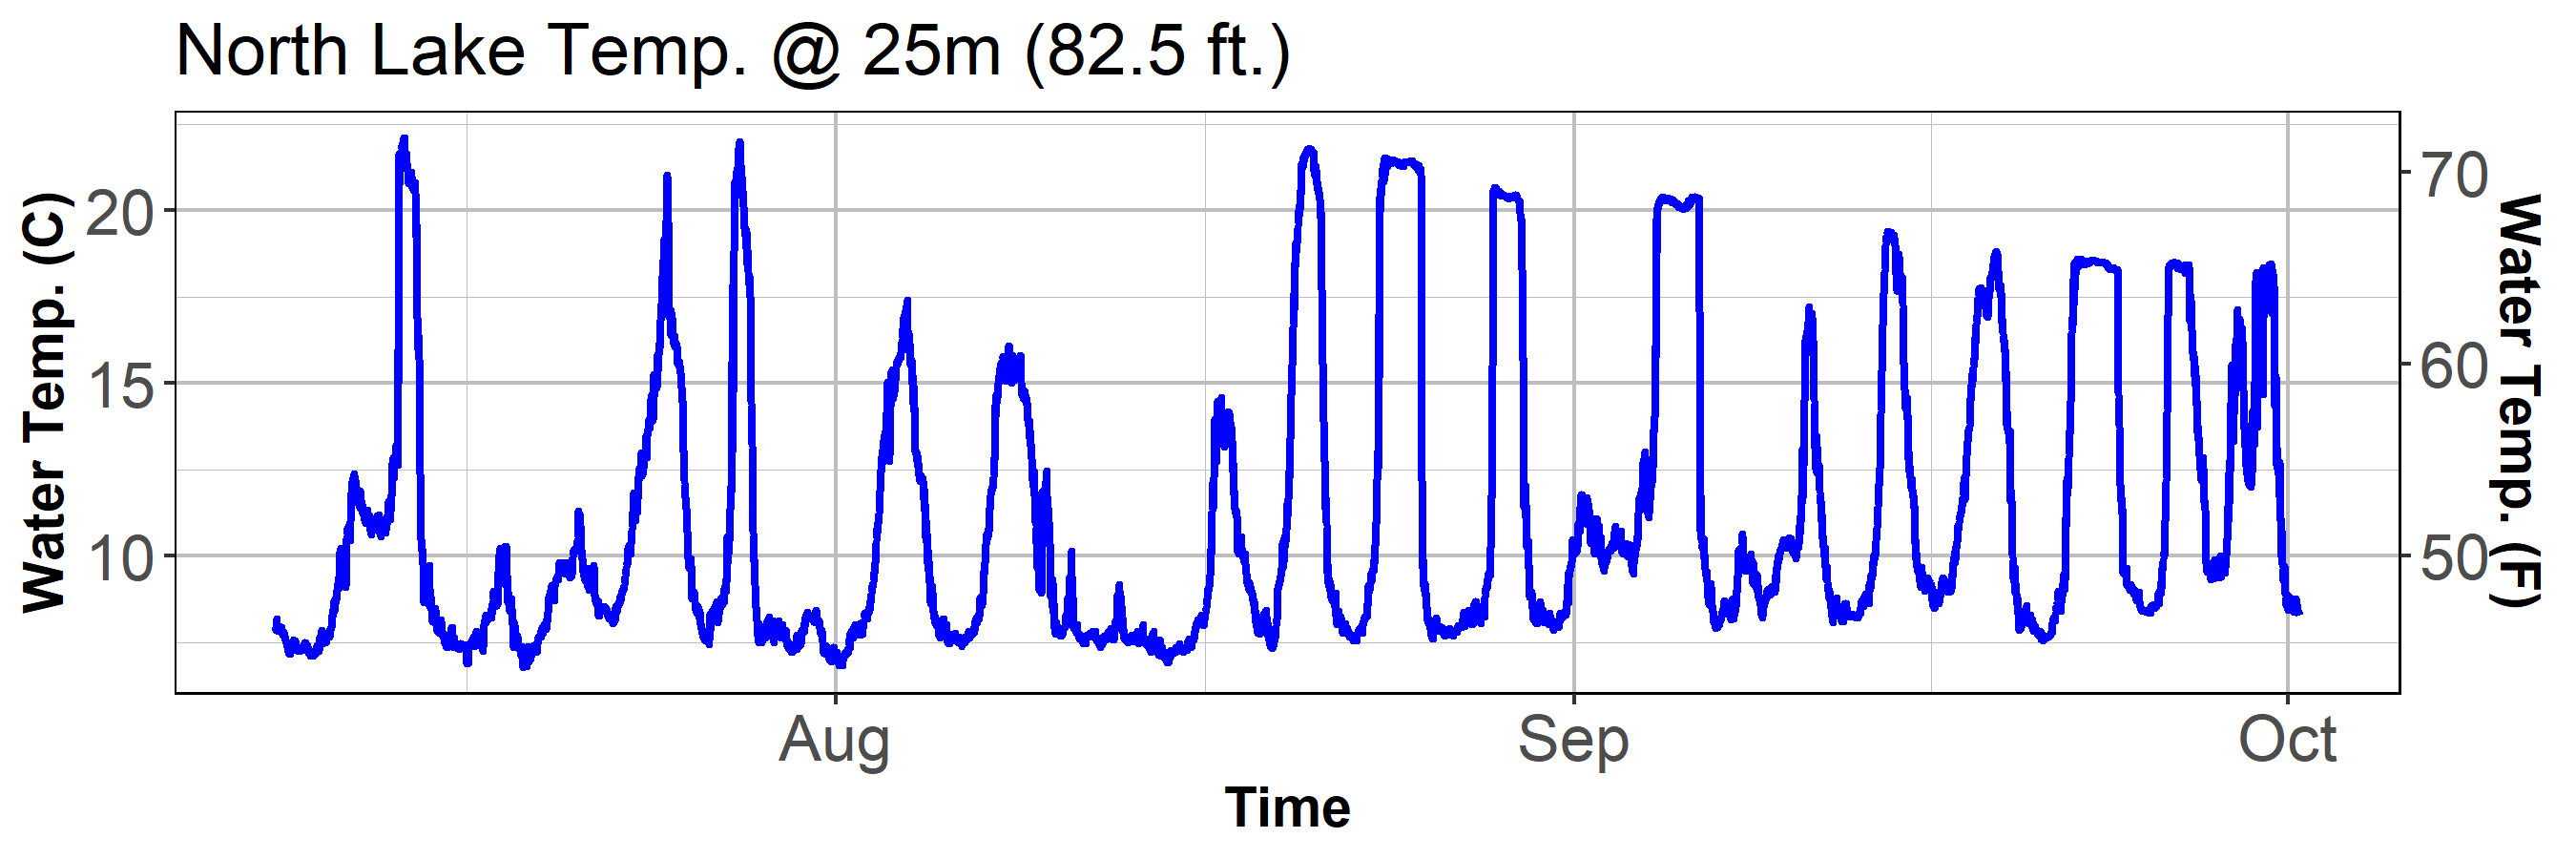 North Lake Temp. @ 25m (82.5 ft.)
Water Temp. (C)
20
15
10
70
60
50
Water Temp. (F)
Aug
Sep
Oct
Time